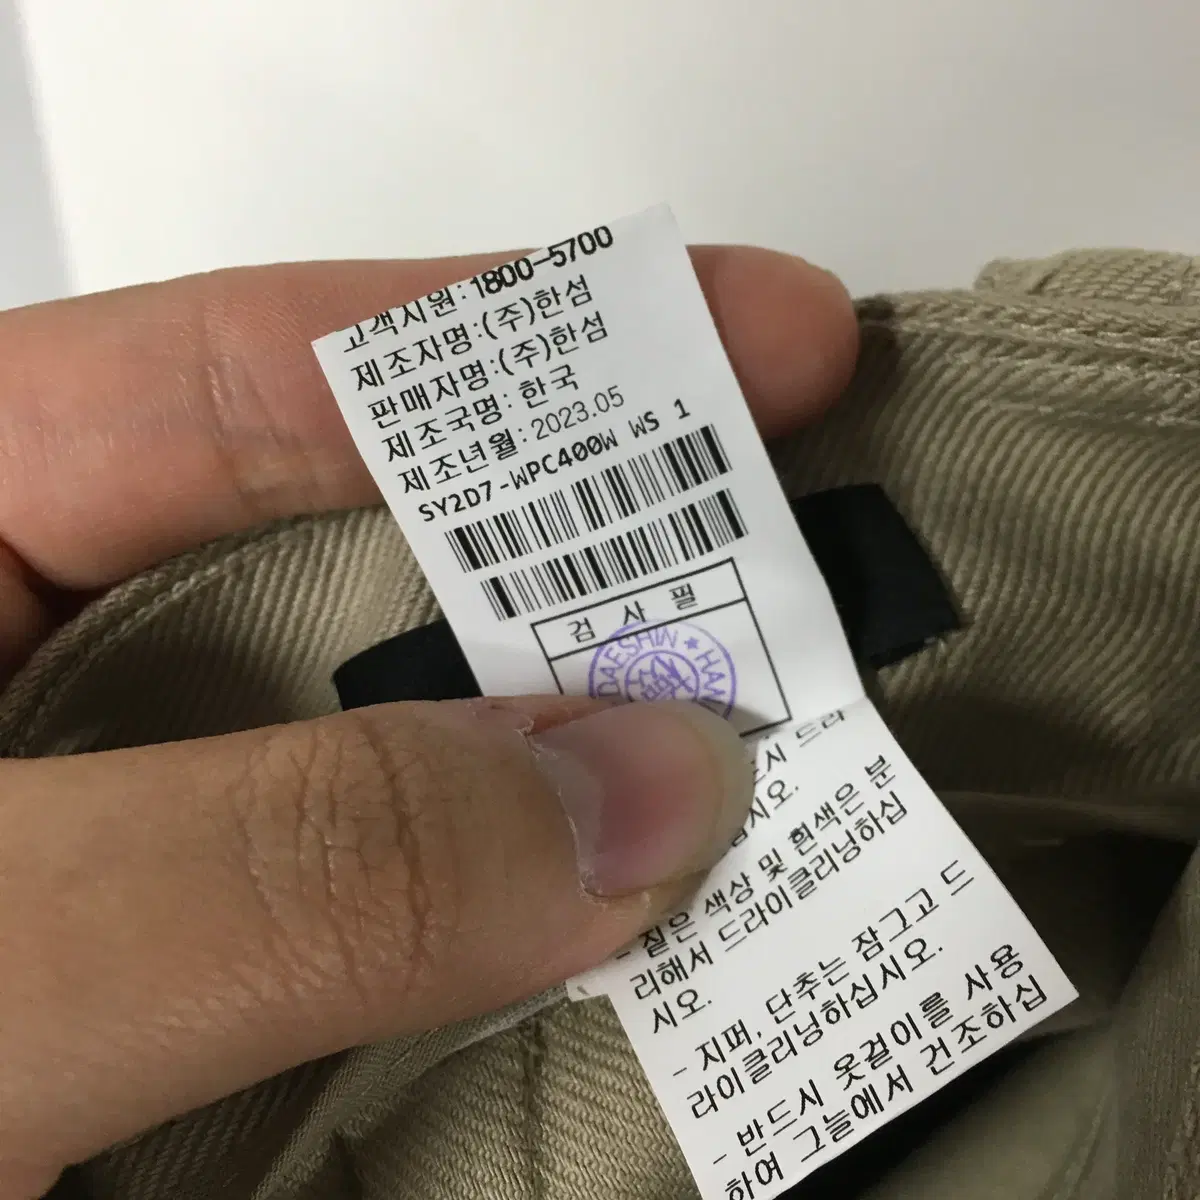 고객지원:1800-5700
제조자명:(주)한섬
판매자명:(주)한섬
제조국명: 한국
제조년월:2023.05
SY2D7-WPC400W WS 1
검 사 필
DAESHIN ★ HAN
드라
시오.
- 짙은 색상 및 흰색은 분
리해서 드라이클리닝하십
시오.
- 지퍼, 단추는 잠그고 드
라이클리닝하십시오.
- 반드시 옷걸이를 사용
하여 그늘에서 건조하십